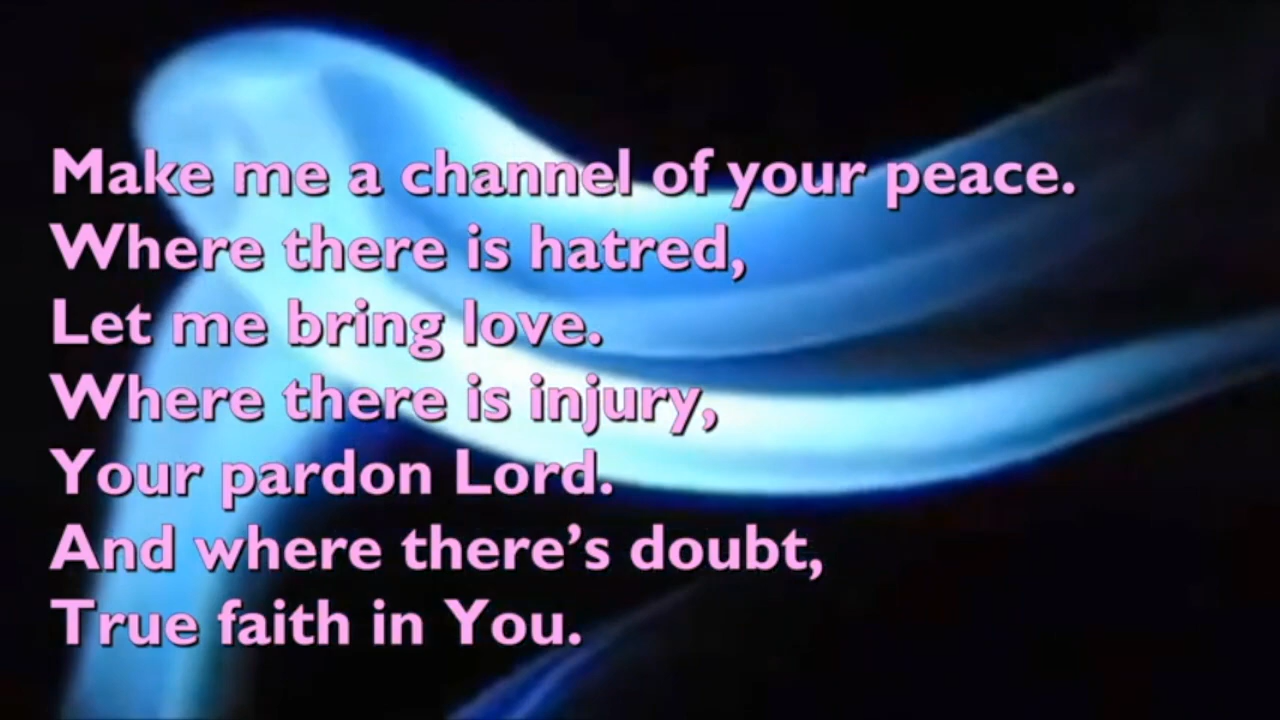 Make me a channel of your peace.
Where there is hatred,
Let me bring love.
Where there is injury,
Your pardon Lord.
And where there’s doubt,
True faith in You.